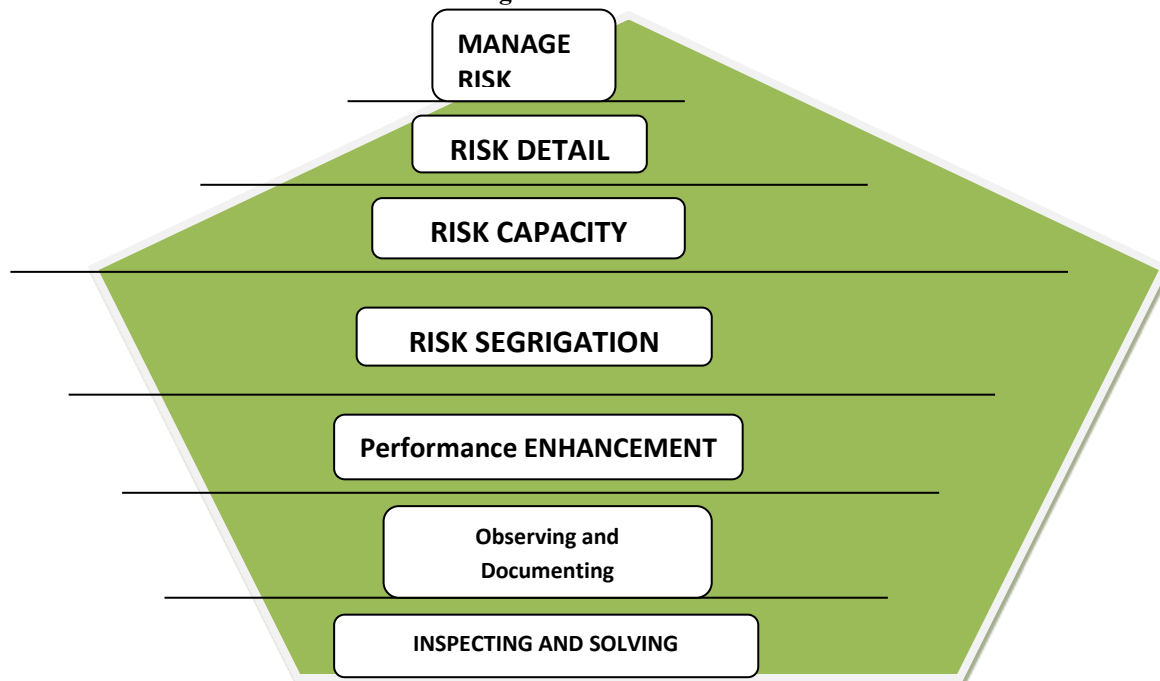 MANAGE
RISK
RISK DETAIL
RISK CAPACITY
RISK SEGRIGATION
Performance ENHANCEMENT
Observing and
Documenting
INSPECTING AND SOLVING